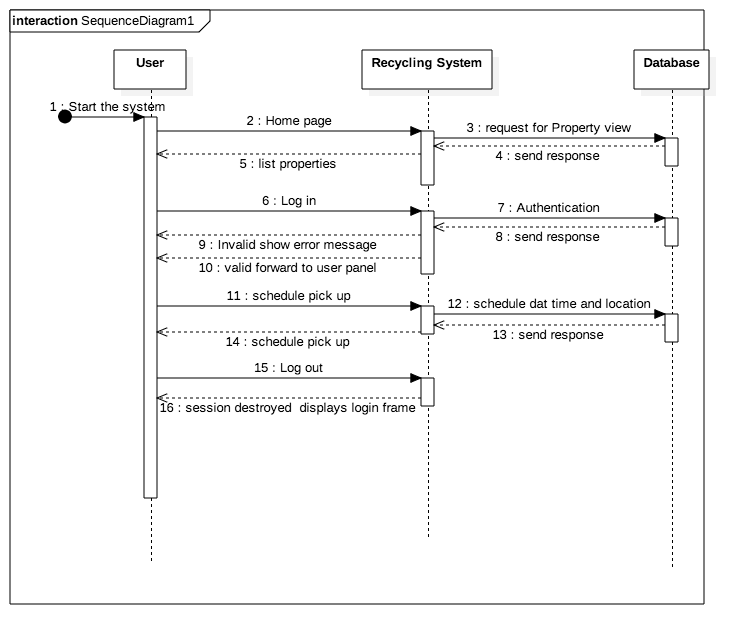 interaction SequenceDiagram1
User
Recycling System
Database
1 : Start the system
2 : Home page
3 : request for Property view
4 : send response
5 : list properties
6 : Log in
7 : Authentication
8 : send response
9 : Invalid show error message
10 : valid forward to user panel
11 : schedule pick up
12 : schedule dat time and location
13 : send response
14 : schedule pick up
15 : Log out
16 : session destroyed  displays login frame